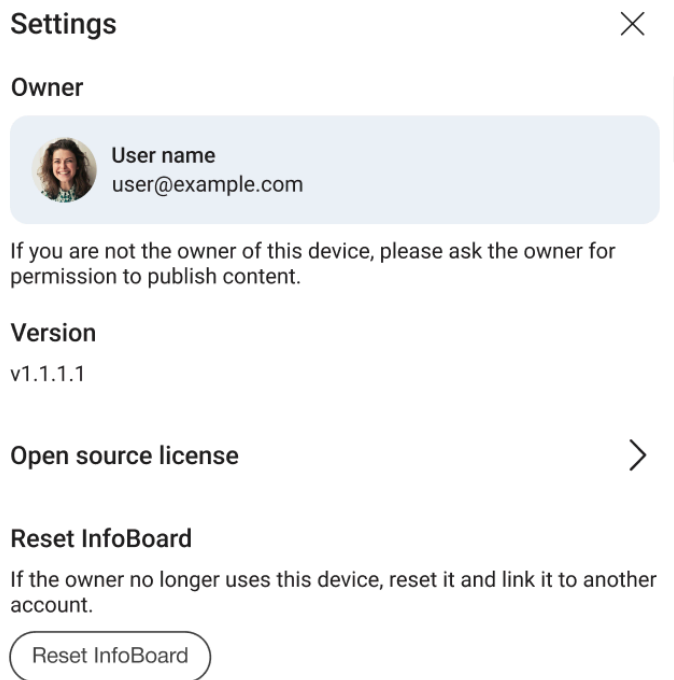 Settings
Owner
User name
user@example.com
If you are not the owner of this device, please ask the owner for
permission to publish content.
Version
v1.1.1.1
Open source license
Reset InfoBoard
If the owner no longer uses this device, reset it and link it to another
account.
Reset InfoBoard